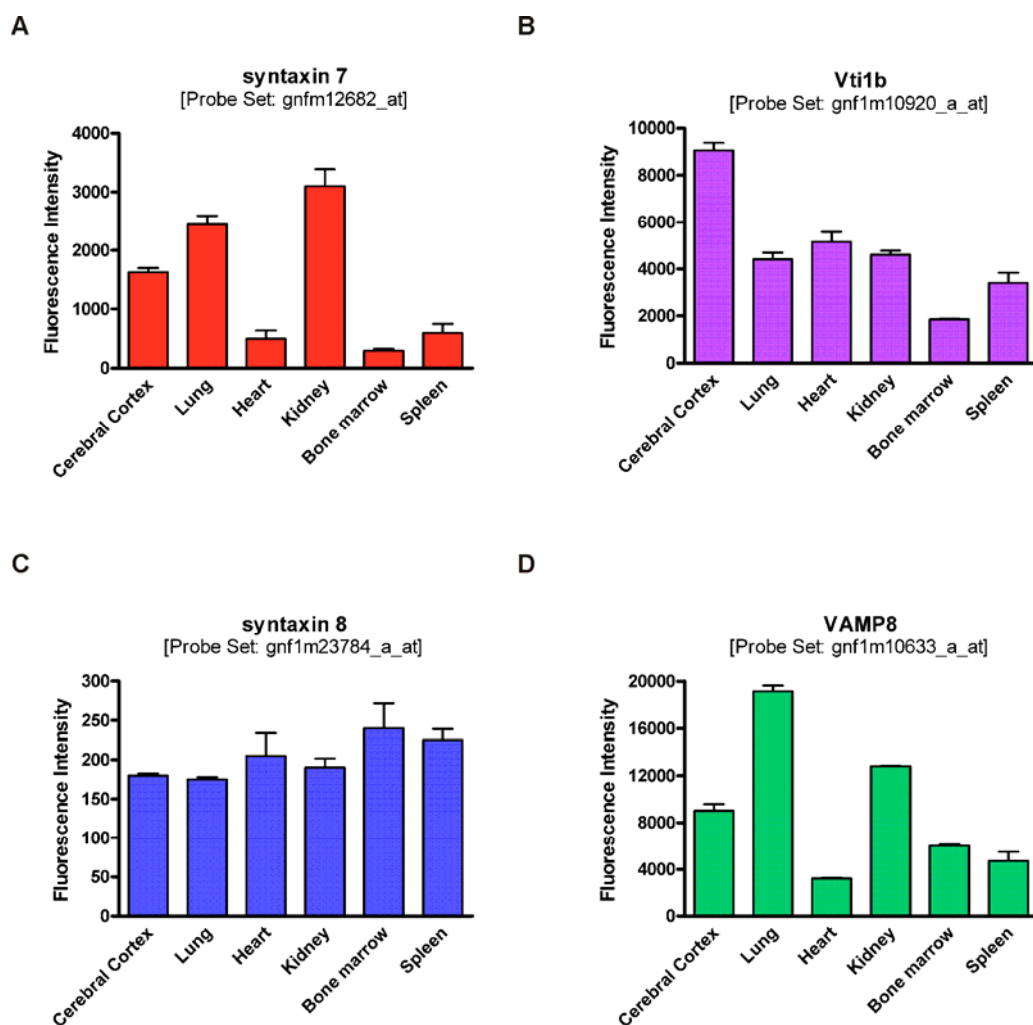 A
syntaxin 7
[Probe Set: gnfm12682_at]
Fluorescence Intensity
4000
3000
2000
1000
0
Cerebral Cortex
Lung
Heart
Kidney
Bone marrow
Spleen
B
Vti1b
[Probe Set: gnf1m10920_a_at]
Fluorescence Intensity
10000
8000
6000
4000
2000
0
Cerebral Cortex
Lung
Heart
Kidney
Bone marrow
Spleen
C
syntaxin 8
[Probe Set: gnf1m23784_a_at]
Fluorescence Intensity
300
250
200
150
100
50
0
Cerebral Cortex
Lung
Heart
Kidney
Bone marrow
Spleen
D
VAMP8
[Probe Set: gnf1m10633_a_at]
Fluorescence Intensity
20000
16000
12000
8000
4000
0
Cerebral Cortex
Lung
Heart
Kidney
Bone marrow
Spleen